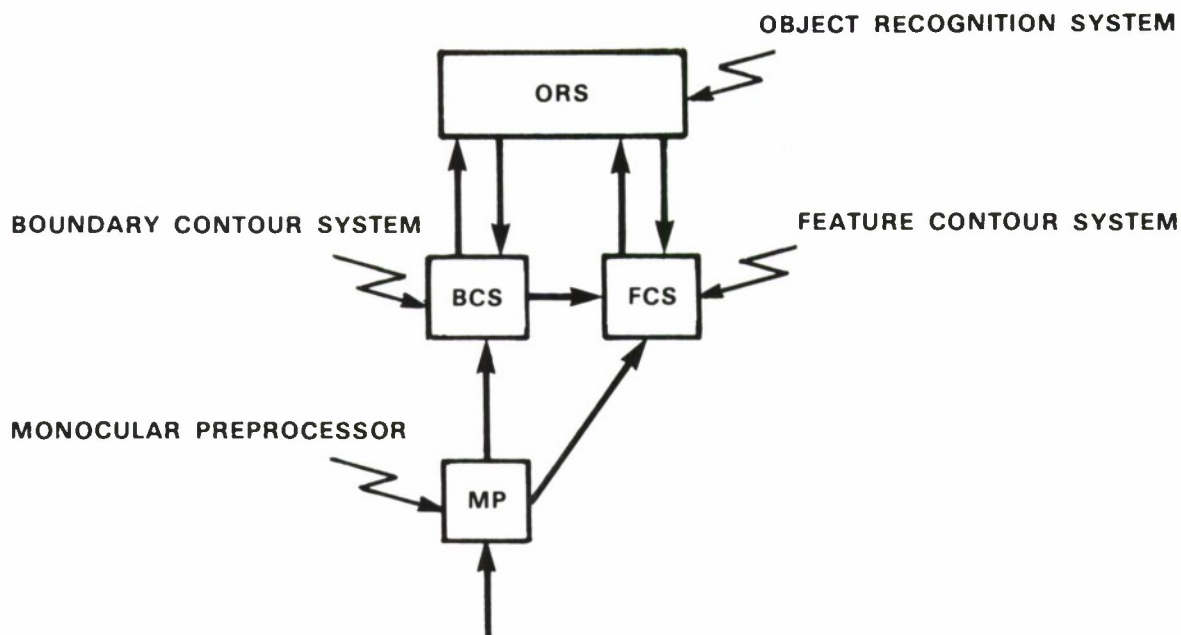 OBJECT RECOGNITION SYSTEM
ORS
BOUNDARY CONTOUR SYSTEM
FEATURE CONTOUR SYSTEM
BCS
FCS
MONOCULAR PREPROCESSOR
MP